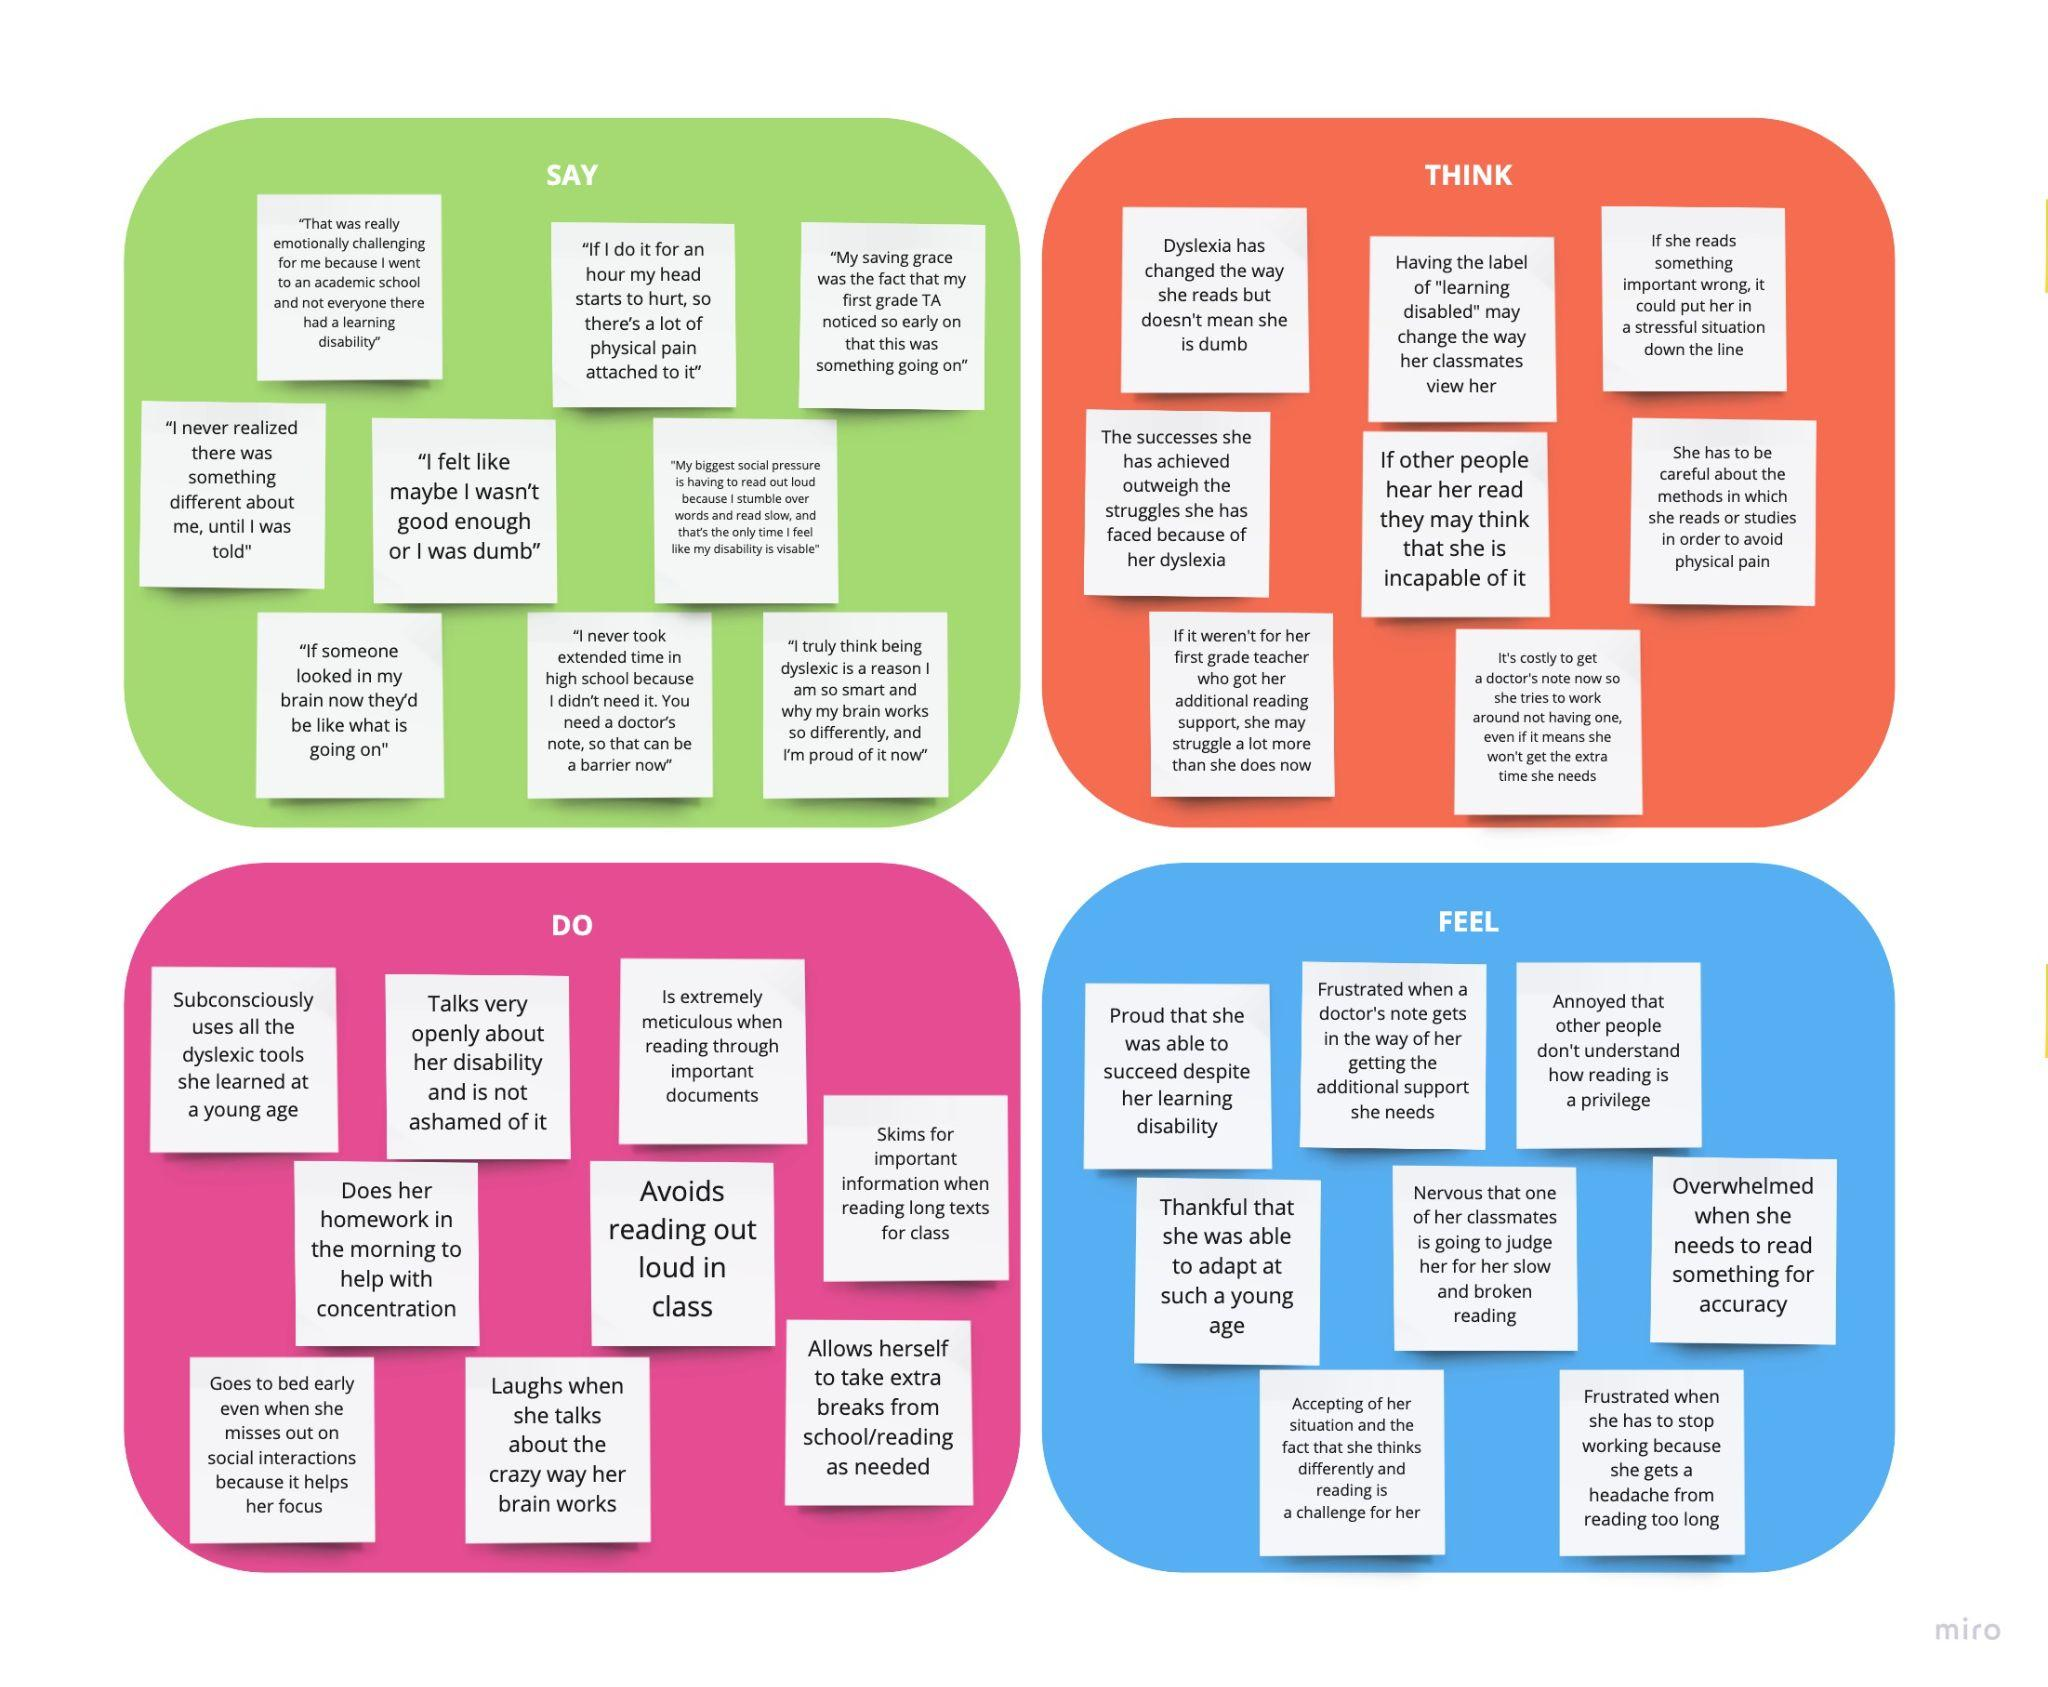 SAY
“That was really
emotionally challenging
for me because I went
to an academic school
and not everyone there
had a learning
disability”
“If I do it for an
hour my head
starts to hurt, so
there’s a lot of
physical pain
attached to it”
“My saving grace
was the fact that my
first grade TA
noticed so early on
that this was
something going on”
“I never realized
there was
something
different about
me, until I was
told"
“I felt like
maybe I wasn’t
good enough
or I was dumb”
"My biggest social pressure
is having to read out loud
because I stumble over
words and read slow, and
that’s the only time I feel
like my disability is visable"
“If someone
looked in my
brain now they’d
be like what is
going on"
“I never took
extended time in
high school because
I didn’t need it. You
need a doctor’s
note, so that can be
a barrier now”
“I truly think being
dyslexic is a reason I
am so smart and
why my brain works
so differently, and
I’m proud of it now”
THINK
Dyslexia has
changed the way
she reads but
doesn't mean she
is dumb
Having the label
of "learning
disabled" may
change the way
her classmates
view her
If she reads
something
important wrong, it
could put her in
a stressful situation
down the line
The successes she
has achieved
outweigh the
struggles she has
faced because of
her dyslexia
If other people
hear her read
they may think
that she is
incapable of it
She has to be
careful about the
methods in which
she reads or studies
in order to avoid
physical pain
If it weren't for her
first grade teacher
who got her
additional reading
support, she may
struggle a lot more
than she does now
It's costly to get
a doctor's note now so
she tries to work
around not having one,
even if it means she
won't get the extra
time she needs
DO
Subconsciously
uses all the
dyslexic tools
she learned at
a young age
Talks very
openly about
her disability
and is not
ashamed of it
Is extremely
meticulous when
reading through
important
documents
Skims for
important
information when
reading long texts
for class
Does her
homework in
the morning to
help with
concentration
Avoids
reading out
loud in
class
Allows herself
to take extra
breaks from
school/reading
as needed
Goes to bed early
even when she
misses out on
social interactions
because it helps
her focus
Laughs when
she talks
about the
crazy way her
brain works
FEEL
Proud that she
was able to
succeed despite
her learning
disability
Frustrated when a
doctor's note gets
in the way of her
getting the
additional support
she needs
Annoyed that
other people
don't understand
how reading is
a privilege
Thankful that
she was able
to adapt at
such a young
age
Nervous that one
of her classmates
is going to judge
her for her slow
and broken
reading
Overwhelmed
when she
needs to read
something for
accuracy
Accepting of her
situation and the
fact that she thinks
differently and
reading is
a challenge for her
Frustrated when
she has to stop
working because
she gets a
headache from
reading too long
miro